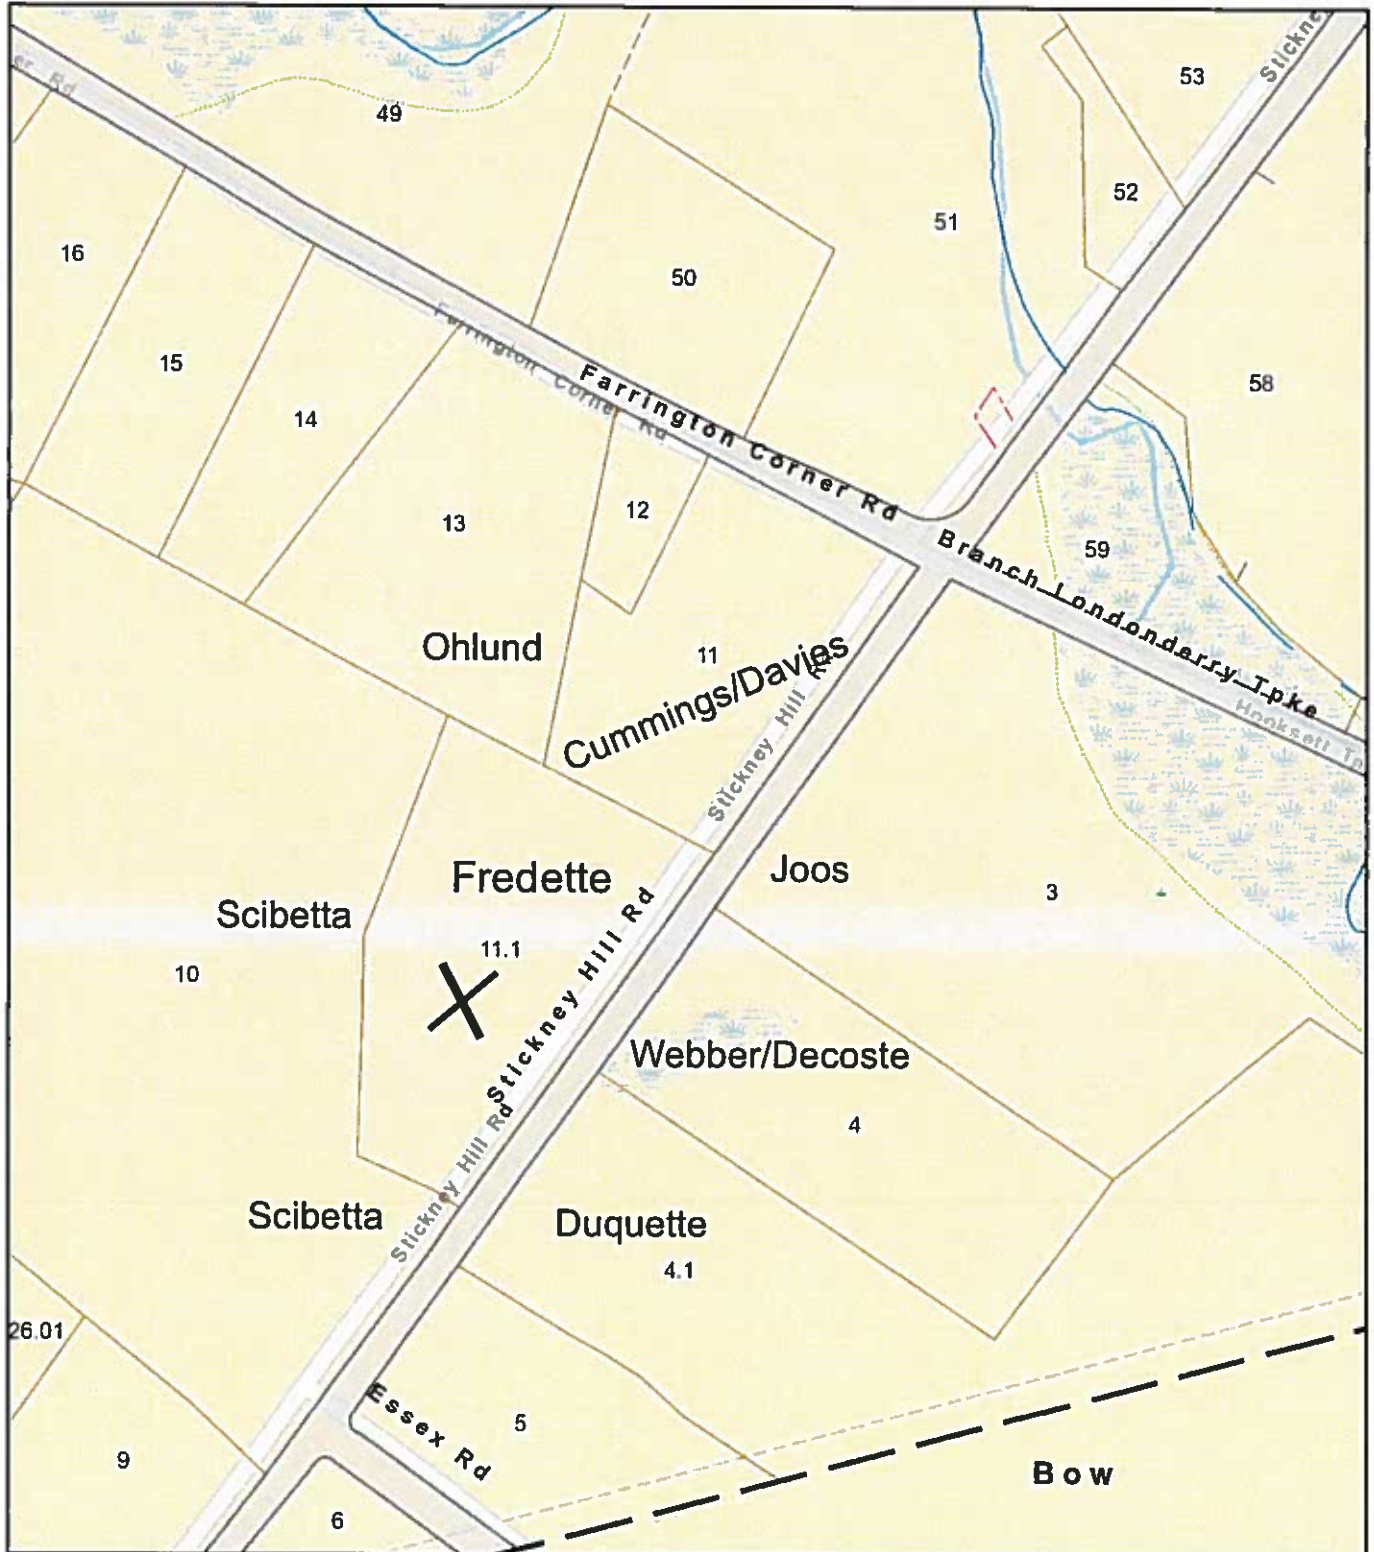 Stickney
53
er Rd
49
52
51
16
50
15
58
14
Farrington Corner Rd
Farrington Corner Rd
13
12
59
Branch Londonderry Tpke
Ohlund
11
Cummings/Davies
Hooksett
Stickney Hill Rd
Joos
Fredette
3
Scibetta
11.1
10
Stickney Hill Rd
Webber/Decoste
4
Stickney Hill Rd
Scibetta
Duquette
4.1
26.01
Essex Rd
5
9
Bow
6